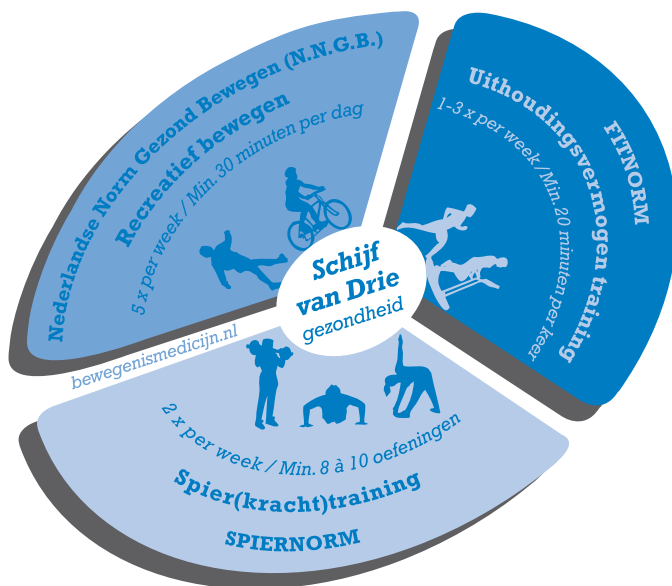 Nederlandse Norm Gezond Bewegen (N.N.G.B.)
Recreatief bewegen
5 x per week / Min. 30 minuten per dag
FITNORM
Uithoudingsvermogen training
1-3 x per week / Min. 20 minuten per keer
Schijf
van Drie
gezondheid
bewegenismedicijn.nl
2 x per week / Min. 8 à 10 oefeningen
Spier(kracht)training
SPIERNORM